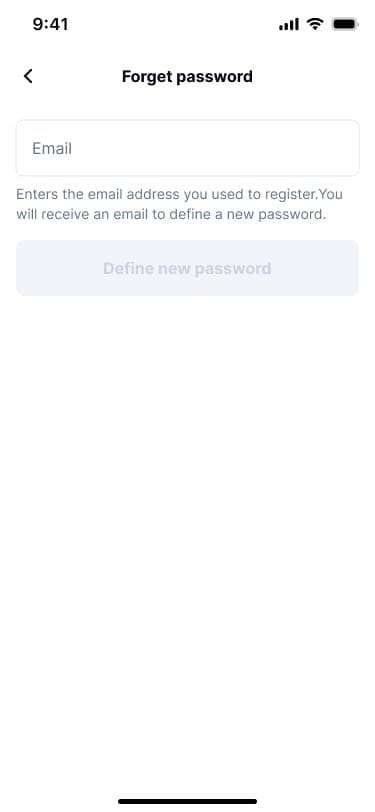 9:41
Forget password
Email
Enters the email address you used to register.You
will receive an email to define a new password.
Define new password